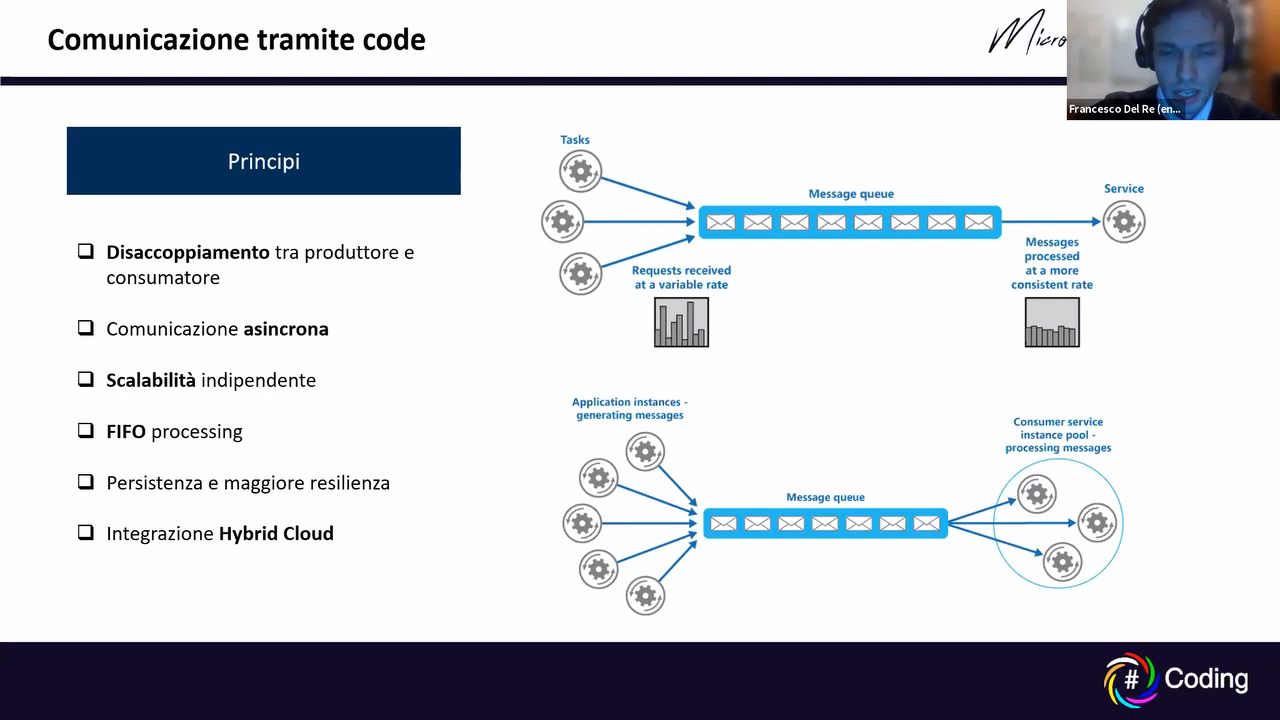 Comunicazione tramite code
Micro
Francesco Del Re (en...
Principi
Disaccoppiamento tra produttore e
consumatore
Comunicazione asincrona
Scalabilità indipendente
FIFO processing
Persistenza e maggiore resilienza
Integrazione Hybrid Cloud
Tasks
Message queue
Service
Requests received
at a variable rate
Messages
processed
at a more
consistent rate
Application instances -
generating messages
Message queue
Consumer service
instance pool -
processing messages
# Coding